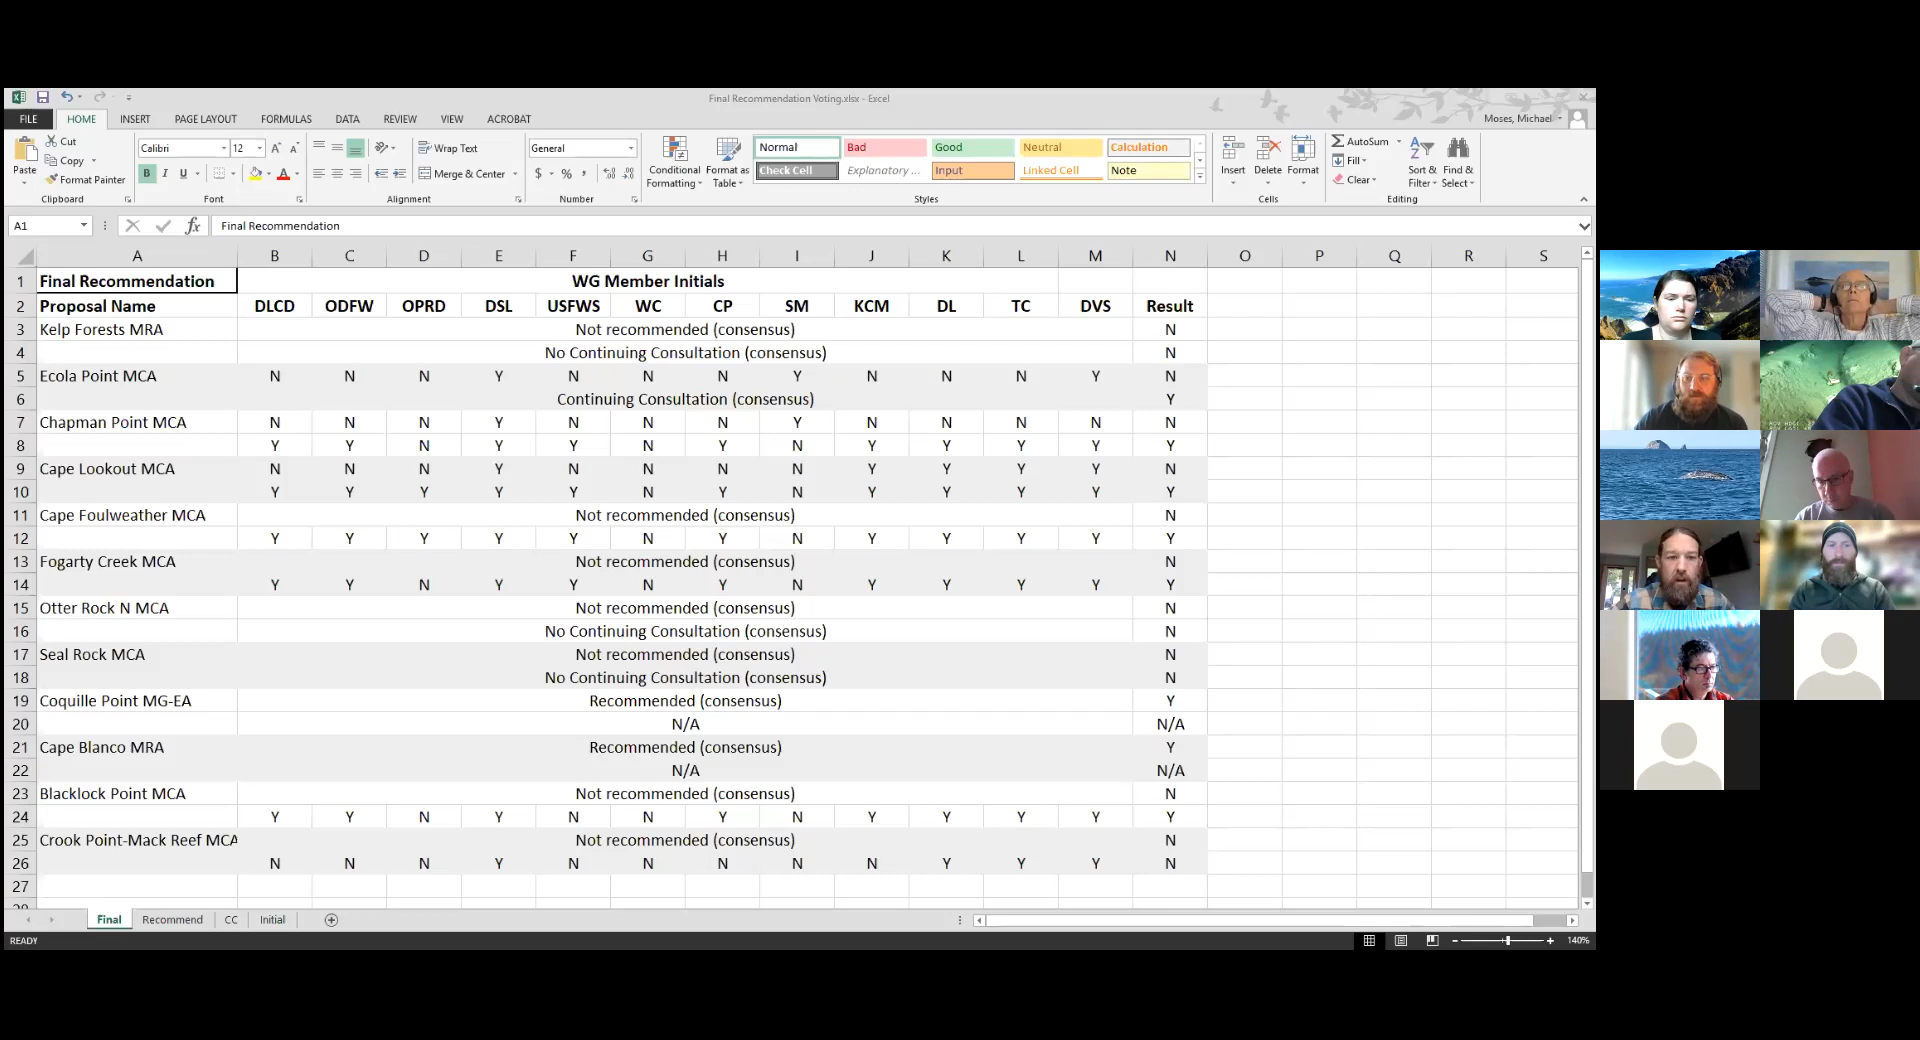 Final Recommendation Voting.xlsx - Excel
FILE HOME INSERT PAGE LAYOUT FORMULAS DATA REVIEW VIEW ACROBAT Moses, Michael
Paste Cut Copy Format Painter Clipboard
Calibri 12 B I U A Font
Wrap Text Merge & Center Alignment
General $ % , Number
Conditional Formatting Format as Table
Normal Bad Good Neutral Calculation
Check Cell Explanatory ... Input Linked Cell Note
Styles
Insert Delete Format Cells
AutoSum Fill Clear Sort & Filter Find & Select Editing
A1 fx Final Recommendation
A B C D E F G H I J K L M N O P Q R S
1 Final Recommendation WG Member Initials
2 Proposal Name DLCD ODFW OPRD DSL USFWS WC CP SM KCM DL TC DVS Result
3 Kelp Forests MRA Not recommended (consensus) N
4 No Continuing Consultation (consensus) N
5 Ecola Point MCA N N N Y N N N Y N N N Y N
6 Continuing Consultation (consensus) Y
7 Chapman Point MCA N N N Y N N N Y N N N N N
8 Y Y N Y Y N Y N Y Y Y Y Y
9 Cape Lookout MCA N N N Y N N N N Y Y Y Y N
10 Y Y Y Y Y N Y N Y Y Y Y Y
11 Cape Foulweather MCA Not recommended (consensus) N
12 Y Y Y Y Y N Y N Y Y Y Y Y
13 Fogarty Creek MCA Not recommended (consensus) N
14 Y Y N Y Y N Y N Y Y Y Y Y
15 Otter Rock N MCA Not recommended (consensus) N
16 No Continuing Consultation (consensus) N
17 Seal Rock MCA Not recommended (consensus) N
18 No Continuing Consultation (consensus) N
19 Coquille Point MG-EA Recommended (consensus) Y
20 N/A N/A
21 Cape Blanco MRA Recommended (consensus) Y
22 N/A N/A
23 Blacklock Point MCA Not recommended (consensus) N
24 Y Y N Y N N Y N Y Y Y Y Y
25 Crook Point-Mack Reef MCA Not recommended (consensus) N
26 N N N Y N N N N N Y Y Y N
27
Final Recommend CC Initial
READY 140%